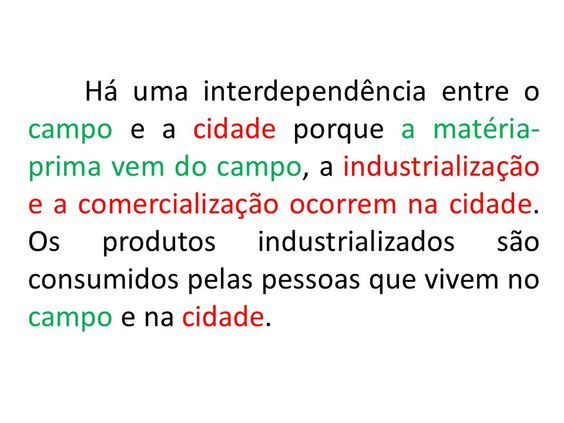 Há uma interdependência entre o
campo e a cidade porque a matéria-
prima vem do campo, a industrialização
e a comercialização ocorrem na cidade.
Os produtos industrializados são
consumidos pelas pessoas que vivem no
campo e na cidade.